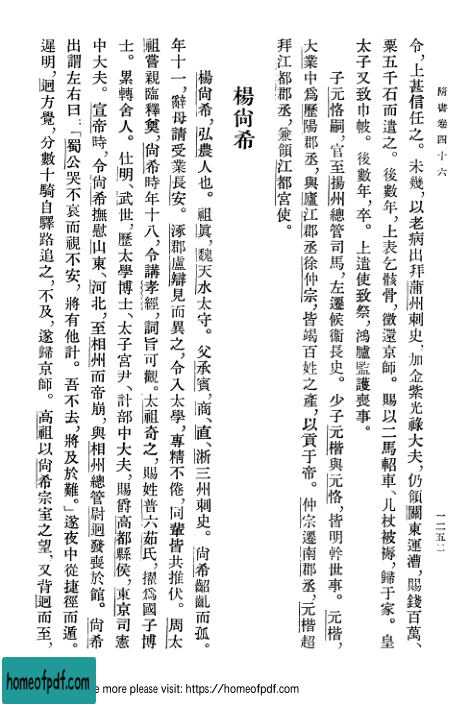 隋書卷四十六
一二五二
令，上甚信任之。未幾，以老病出拜蒲州刺史，加金紫光祿大夫，仍領關東運漕，賜錢百萬、
粟五千石而遣之。後數年，上表乞骸骨，徵還京師。賜以二馬軺車、几杖被褥，歸于家。皇
太子又致巾帔。後數年，卒。上遣使致祭，鴻臚監護喪事。
子元恪嗣，官至揚州總管司馬，左遷候衞長史。少子元楷與元恪，皆明幹世事。元楷，
大業中爲歷陽郡丞，與廬江郡丞徐仲宗，皆竭百姓之產，以貢于帝。仲宗遷南郡丞，元楷超
拜江都郡丞，兼領江都宮使。
楊尚希
楊尚希，弘農人也。祖眞，魏天水太守。父承賓，商、直、淅三州刺史。尚希齠齓而孤。
年十一，辭母請受業長安。涿郡盧辯見而異之，令入太學，專精不倦，同輩皆共推伏。周太
祖嘗親臨釋奠，尚希時年十八，令講孝經，詞旨可觀。太祖奇之，賜姓普六茹氏，擢爲國子博
士。累轉舍人。仕明、武世，歷太學博士、太子宮尹、計部中大夫，賜爵高都縣侯，東京司憲
中大夫。宣帝時，令尚希撫慰山東、河北，至相州而帝崩，與相州總管尉迥發喪於館。尚希
出謂左右曰：「蜀公哭不哀而視不安，將有他計。吾不去，將及於難。」遂夜中從捷徑而遁。
遲明，迥方覺，分數十騎自驛路追之，不及，遂歸京師。高祖以尚希宗室之望，又背迥而至，
homeofpdf.com
e more please visit: https://homeofpdf.com